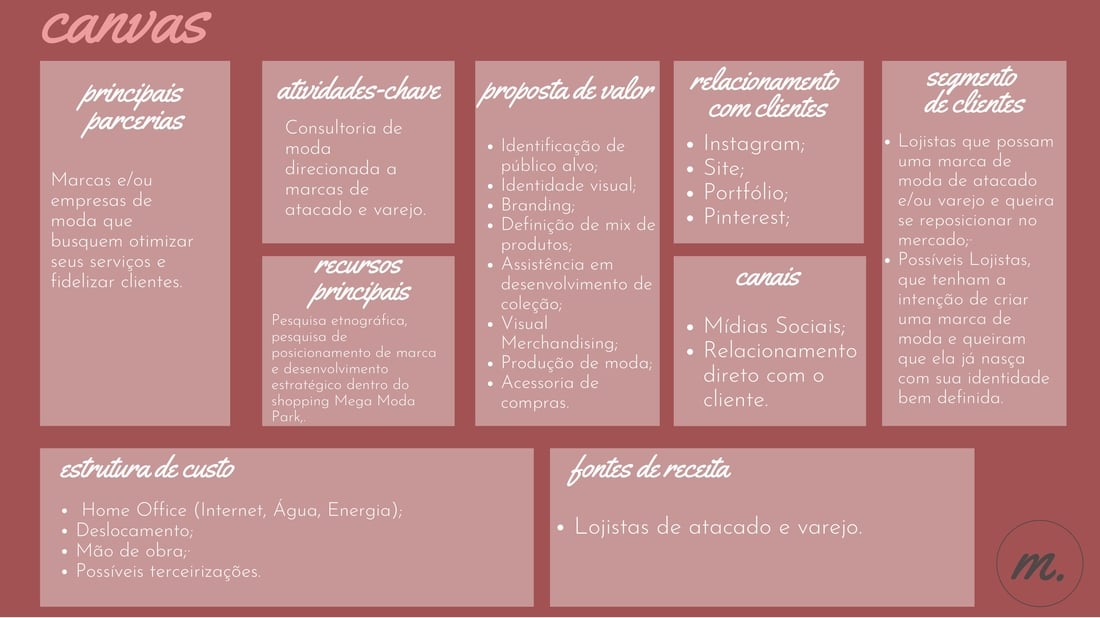 canvas
principais
parcerias
Marcas e/ou
empresas de
moda que
busquem otimizar
seus serviços e
fidelizar clientes.
atividades-chave
Consultoria de
moda
direcionada a
marcas de
atacado e varejo.
recursos
principais
Pesquisa etnográfica,
pesquisa de
posicionamento de marca
e desenvolvimento
estratégico dentro do
shopping Mega Moda
Park,.
proposta de valor
• Identificação de
público alvo;
• Identidade visual;
• Branding;
• Definição de mix de
produtos;
• Assistência em
desenvolvimento de
coleção;
• Visual
Merchandising;
• Produção de moda;
• Acessoria de
compras.
relacionamento
com clientes
• Instagram;
• Site;
• Portfólio;
• Pinterest;
canais
• Mídias Sociais;
• Relacionamento
direto com o
cliente.
segmento
de clientes
• Lojistas que possam
uma marca de
moda de atacado
e/ou varejo e queira
se reposicionar no
mercado;·
• Possíveis Lojistas,
que tenham a
intenção de criar
uma marca de
moda e queiram
que ela já nasça
com sua identidade
bem definida.
estrutura de custo
• Home Office (Internet, Água, Energia);
• Deslocamento;
• Mão de obra;·
• Possíveis terceirizações.
fontes de receita
• Lojistas de atacado e varejo.
m.